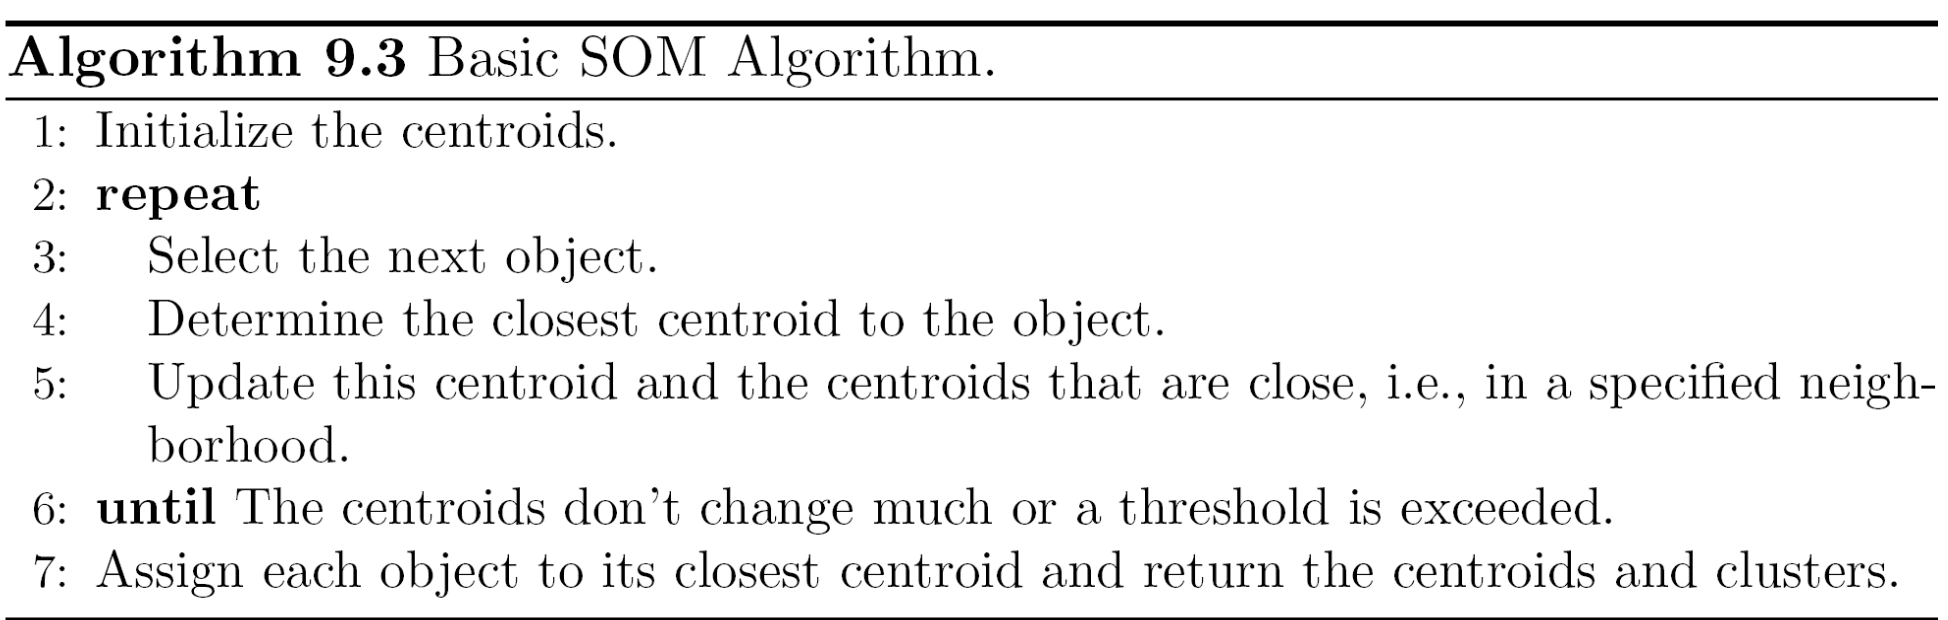 Algorithm 9.3 Basic SOM Algorithm.
1: Initialize the centroids.
2: repeat
3: Select the next object.
4: Determine the closest centroid to the object.
5: Update this centroid and the centroids that are close, i.e., in a specified neigh-
borhood.
6: until The centroids don't change much or a threshold is exceeded.
7: Assign each object to its closest centroid and return the centroids and clusters.